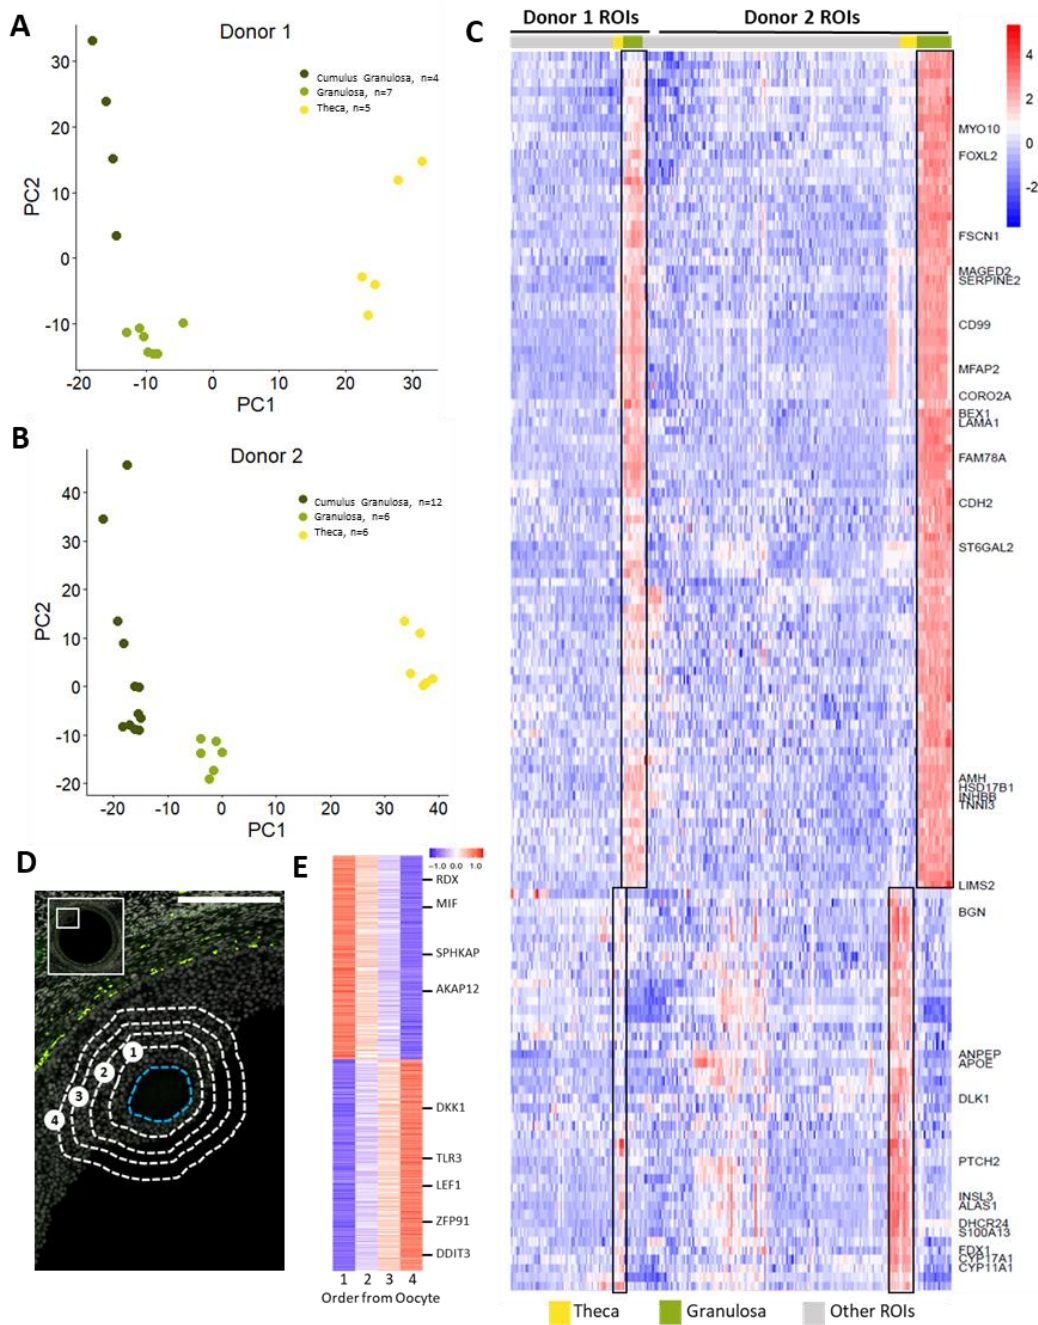 A
Donor 1
Cumulus Granulosa, n=4
Granulosa, n=7
Theca, n=5
PC2
30
20
10
0
-10
-20
-10
0
10
20
30
PC1
B
Donor 2
Cumulus Granulosa, n=12
Granulosa, n=6
Theca, n=6
PC2
40
30
20
10
0
-10
-20
-20
-10
0
10
20
30
40
PC1
C
Donor 1 ROIs
Donor 2 ROIs
4
2
0
-2
MYO10
FOXL2
FSCN1
MAGED2
SERPINE2
CD99
MFAP2
CORO2A
BEX1
LAMA1
FAM78A
CDH2
ST6GAL2
AMH
HSD17B1
INHBB
TNNI3
LIMS2
BGN
ANPEP
APOE
DLK1
PTCH2
INSL3
ALAS1
DHCR24
S100A13
FDX1
CYP17A1
CYP11A1
Theca
Granulosa
Other ROIs
D
1
2
3
4
E
-1.0 0.0 1.0
RDX
MIF
SPHKAP
AKAP12
DKK1
TLR3
LEF1
ZFP91
DDIT3
1 2 3 4
Order from Oocyte